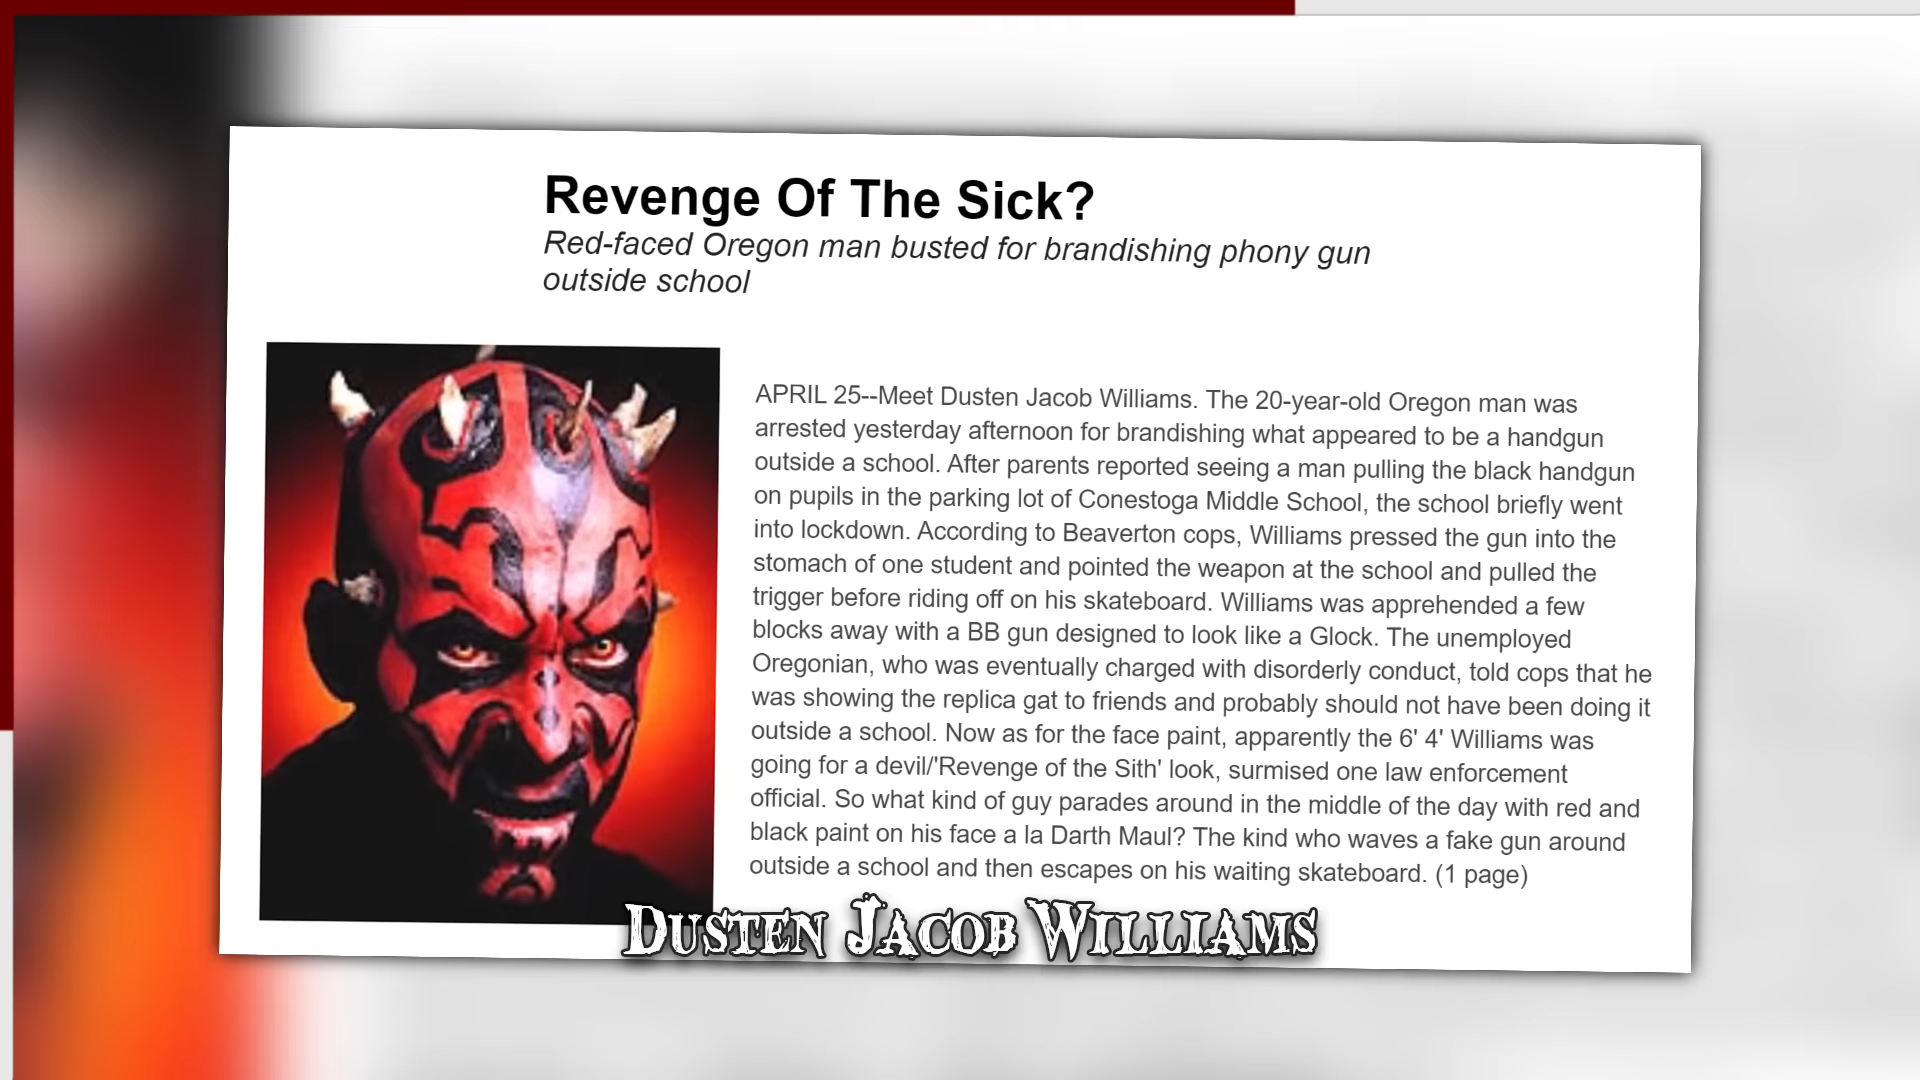 Revenge Of The Sick?
Red-faced Oregon man busted for brandishing phony gun
outside school
APRIL 25--Meet Dusten Jacob Williams. The 20-year-old Oregon man was
arrested yesterday afternoon for brandishing what appeared to be a handgun
outside a school. After parents reported seeing a man pulling the black handgun
on pupils in the parking lot of Conestoga Middle School, the school briefly went
into lockdown. According to Beaverton cops, Williams pressed the gun into the
stomach of one student and pointed the weapon at the school and pulled the
trigger before riding off on his skateboard. Williams was apprehended a few
blocks away with a BB gun designed to look like a Glock. The unemployed
Oregonian, who was eventually charged with disorderly conduct, told cops that he
was showing the replica gat to friends and probably should not have been doing it
outside a school. Now as for the face paint, apparently the 6' 4' Williams was
going for a devil/'Revenge of the Sith' look, surmised one law enforcement
official. So what kind of guy parades around in the middle of the day with red and
black paint on his face a la Darth Maul? The kind who waves a fake gun around
outside a school and then escapes on his waiting skateboard. (1 page)
Dusten Jacob Williams